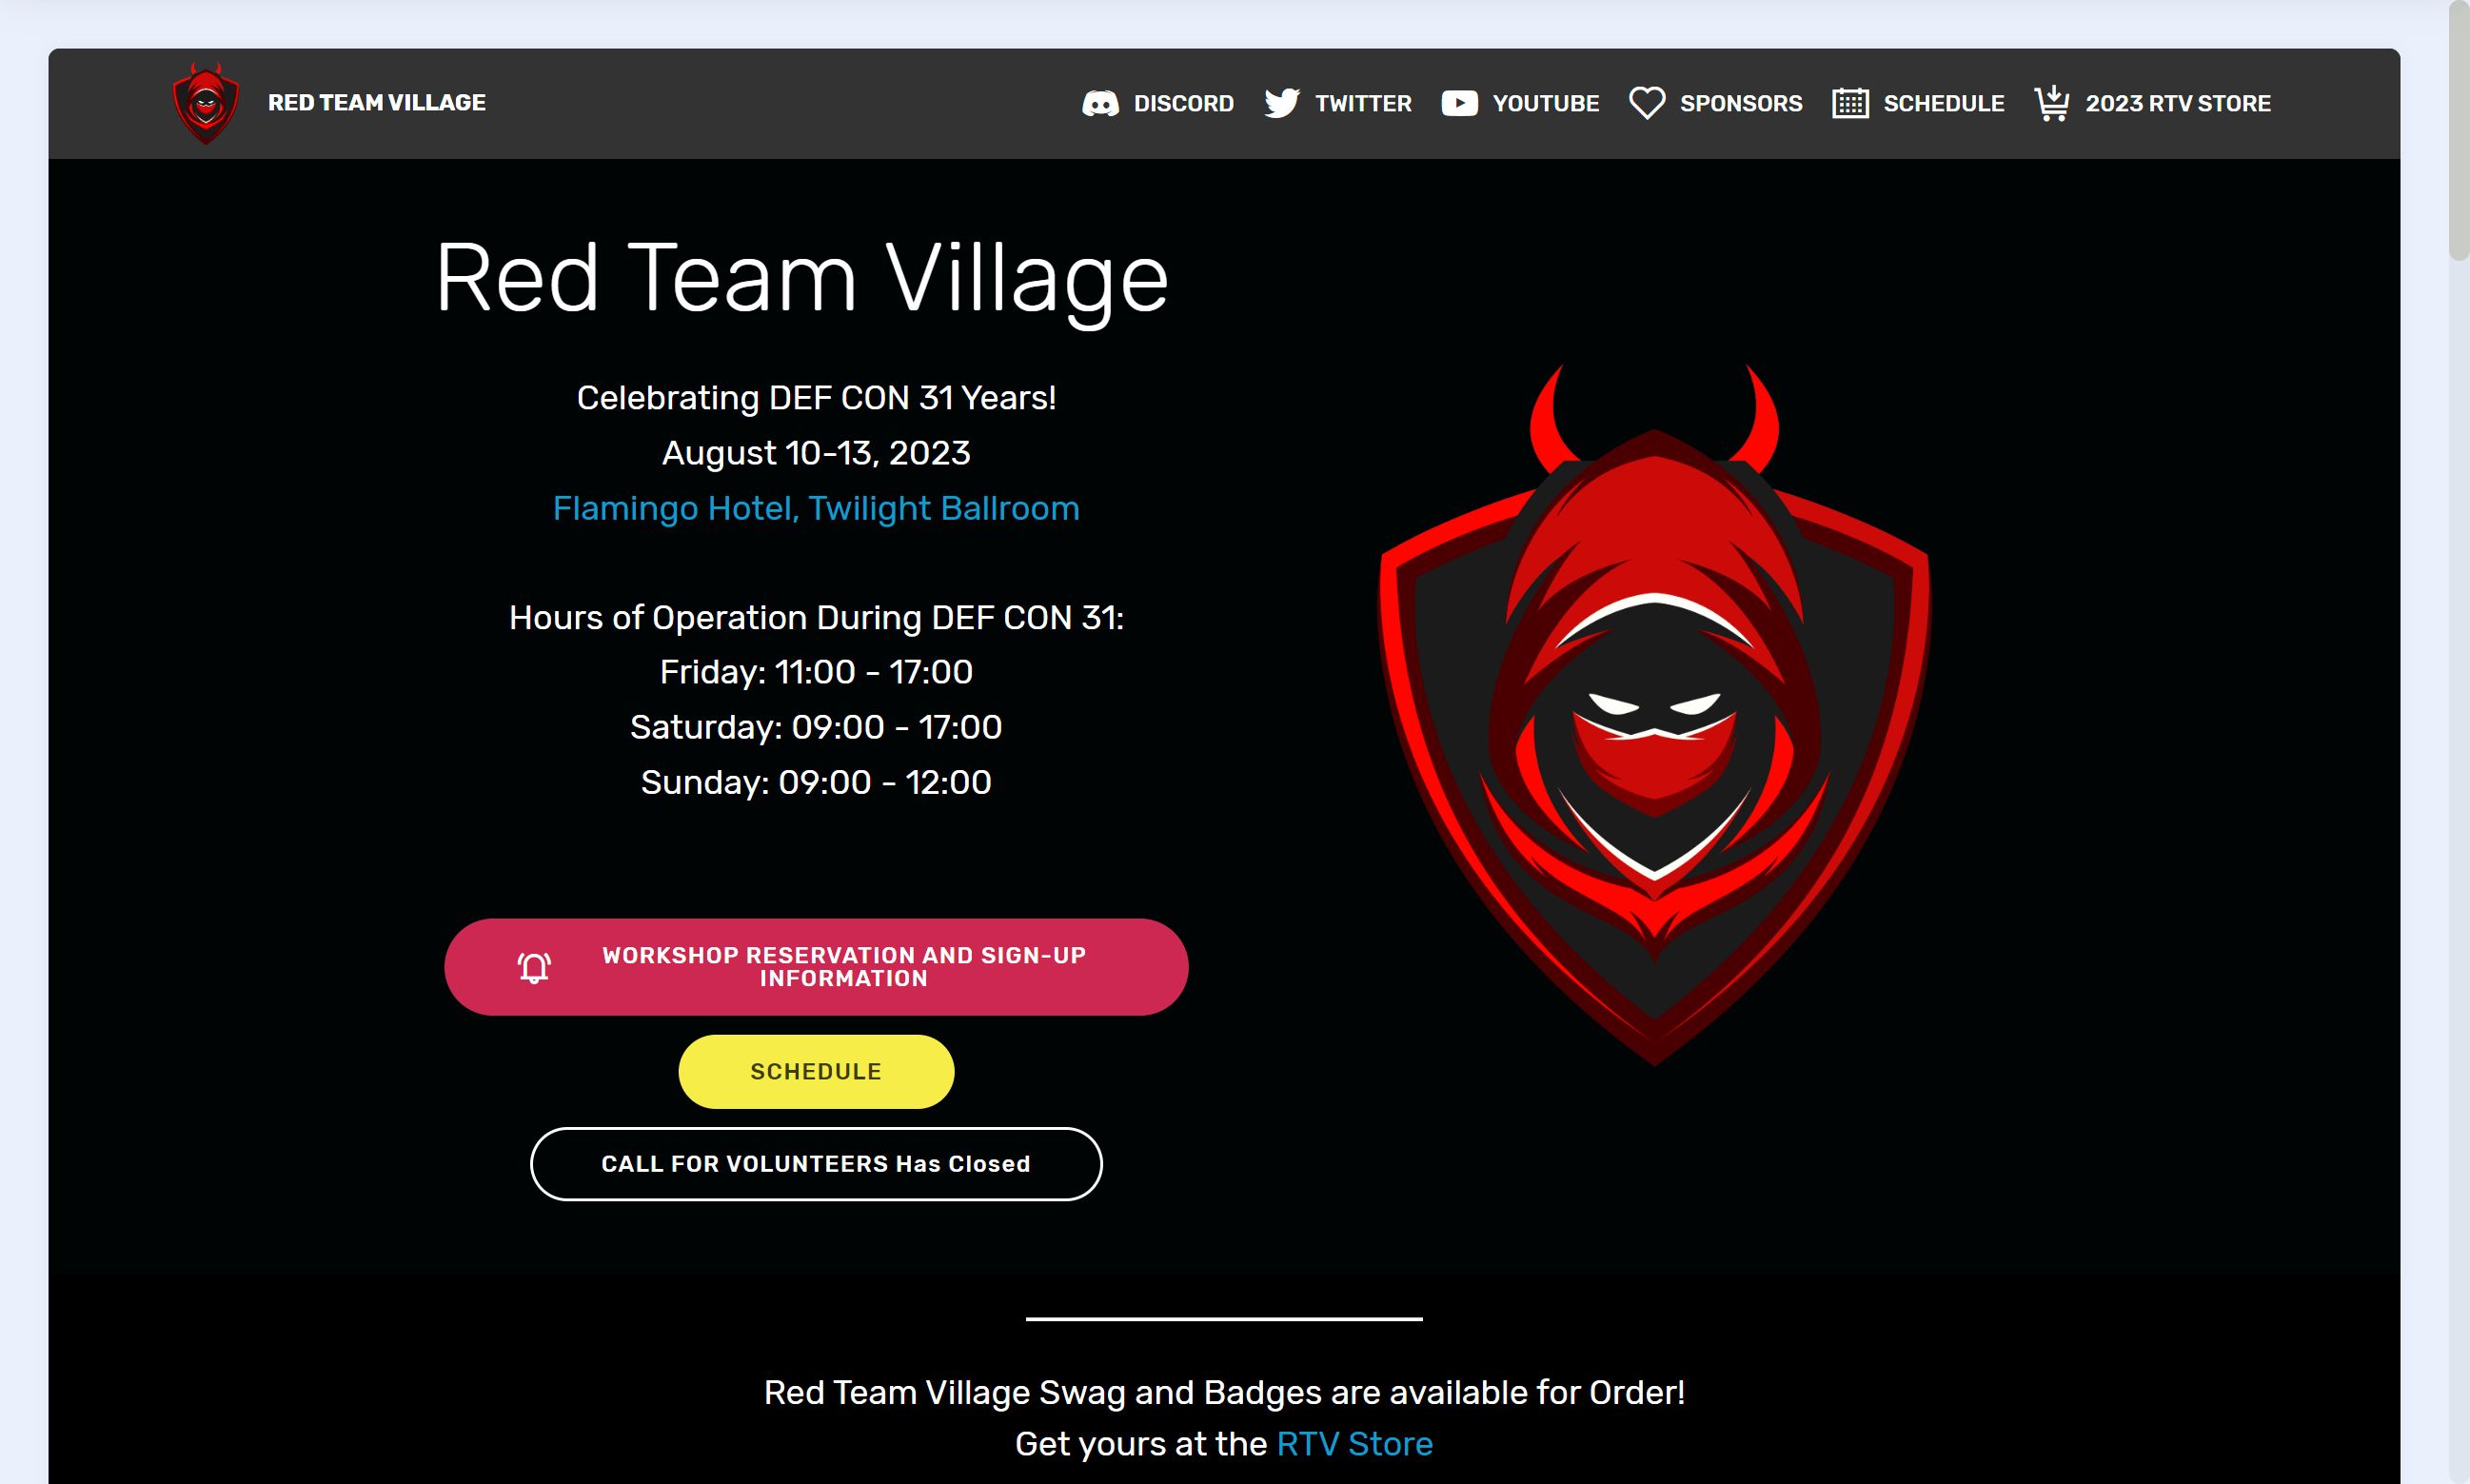 RED TEAM VILLAGE
DISCORD
TWITTER
YOUTUBE
SPONSORS
SCHEDULE
2023 RTV STORE
Red Team Village
Celebrating DEF CON 31 Years!
August 10-13, 2023
Flamingo Hotel, Twilight Ballroom
Hours of Operation During DEF CON 31:
Friday: 11:00 - 17:00
Saturday: 09:00 - 17:00
Sunday: 09:00 - 12:00
WORKSHOP RESERVATION AND SIGN-UP
INFORMATION
SCHEDULE
CALL FOR VOLUNTEERS Has Closed
Red Team Village Swag and Badges are available for Order!
Get yours at the RTV Store